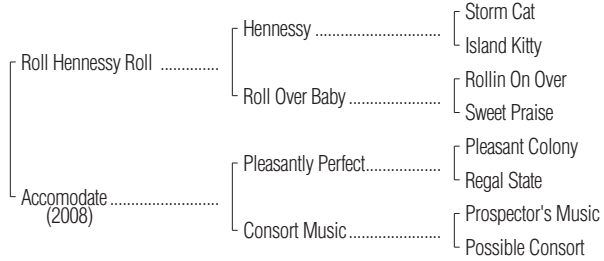 Storm Cat
Hennessy ....................................
Island Kitty
Roll Hennessy Roll ..............
Rollin On Over
Roll Over Baby ...........................
Sweet Praise
Pleasant Colony
Pleasantly Perfect.....................
Regal State
Accomodate ................................
(2008)
Prospector's Music
Consort Music ...........................
Possible Consort